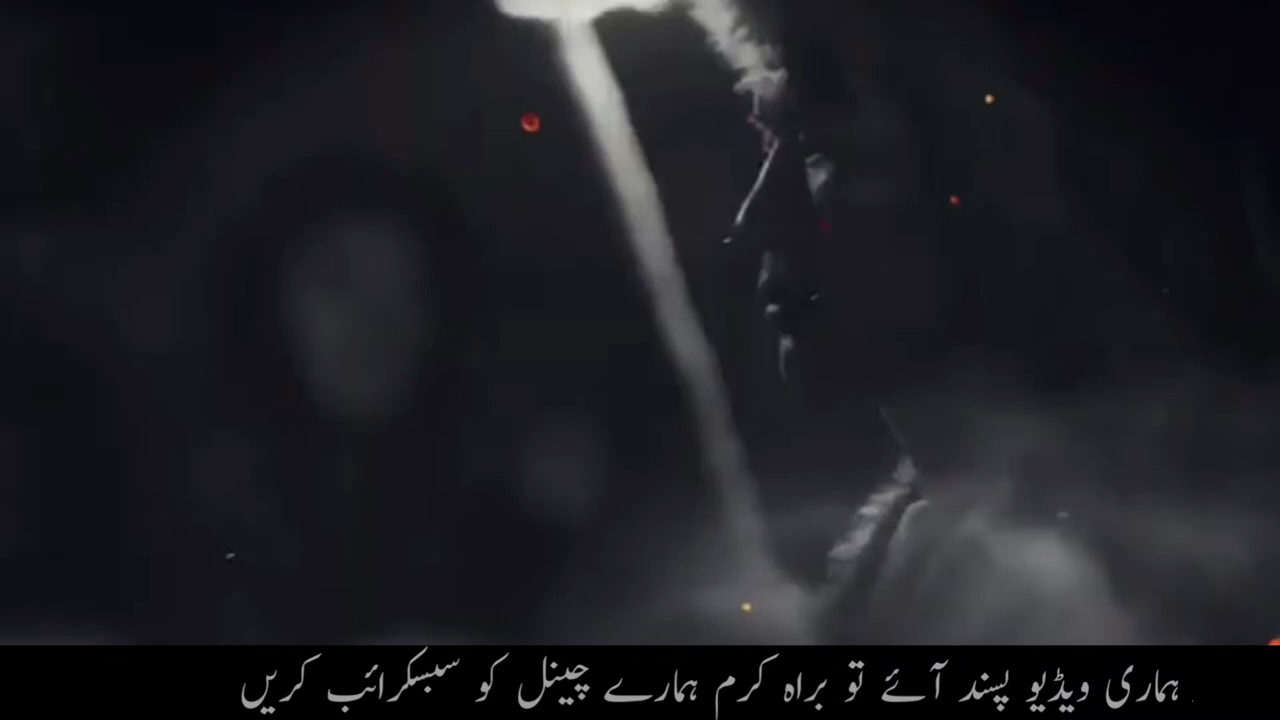 ہماری ویڈیو پسند آئے تو براہ کرم ہمارے چینل کو سبسکرائب کریں